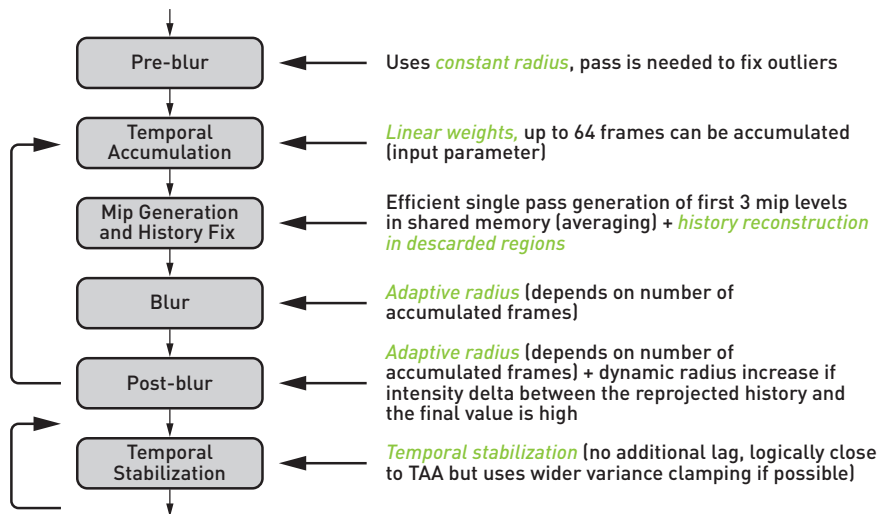 Pre-blur
Uses constant radius, pass is needed to fix outliers
Temporal
Accumulation
Linear weights, up to 64 frames can be accumulated
(input parameter)
Mip Generation
and History Fix
Efficient single pass generation of first 3 mip levels
in shared memory (averaging) + history reconstruction
in descarded regions
Blur
Adaptive radius (depends on number of
accumulated frames)
Post-blur
Adaptive radius (depends on number of
accumulated frames) + dynamic radius increase if
intensity delta between the reprojected history and
the final value is high
Temporal
Stabilization
Temporal stabilization (no additional lag, logically close
to TAA but uses wider variance clamping if possible)